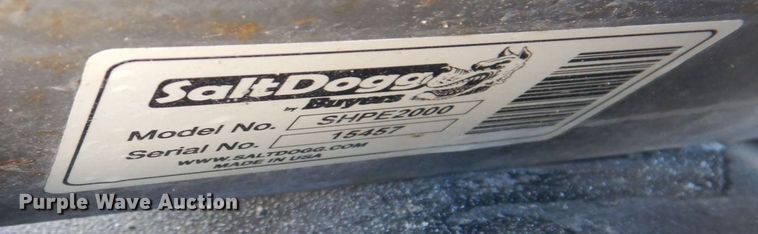 SaltDogg
by Buyers
Model No. SHPE2000
Serial No. 15457
WWW.SALTDOGG.COM
MADE IN USA
Purple Wave Auction